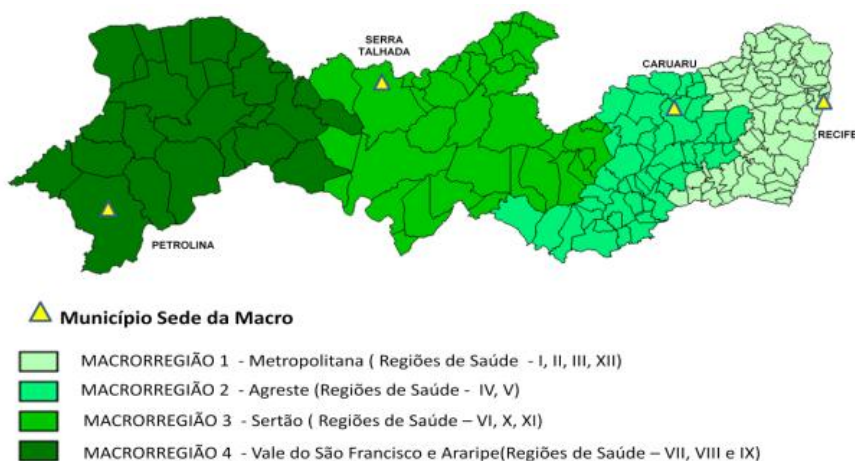 SERRA
TALHADA
CARUARU
RECIFE
PETROLINA
Município Sede da Macro
MACRORREGIÃO 1 - Metropolitana ( Regiões de Saúde - I, II, III, XII)
MACRORREGIÃO 2 - Agreste (Regiões de Saúde - IV, V)
MACRORREGIÃO 3 - Sertão ( Regiões de Saúde – VI, X, XI)
MACRORREGIÃO 4 - Vale do São Francisco e Araripe(Regiões de Saúde – VII, VIII e IX)